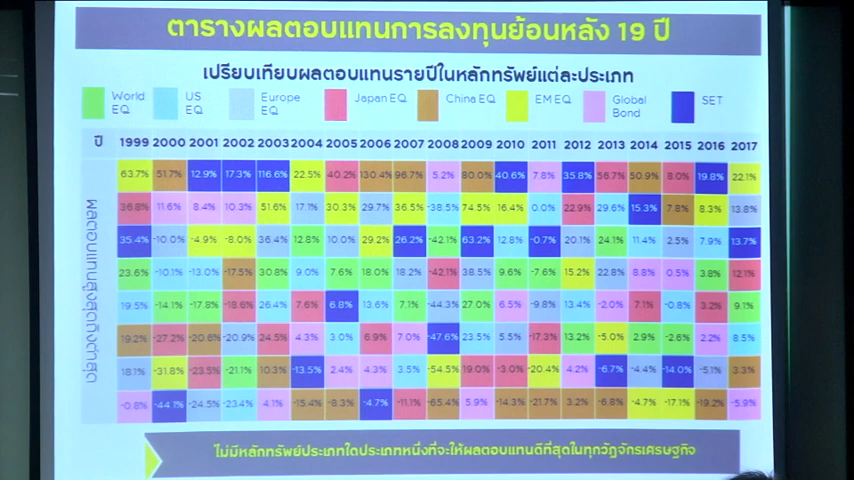 ตารางผลตอบแทนการลงทุนย้อนหลัง 19 ปี
เปรียบเทียบผลตอบแทนรายปีในหลักทรัพย์แต่ละประเภท
World EQ US EQ Europe EQ Japan EQ China EQ EM EQ Global Bond SET
ปี 1999 2000 2001 2002 2003 2004 2005 2006 2007 2008 2009 2010 2011 2012 2013 2014 2015 2016 2017
63.7% 51.7% 12.9% 17.3% 116.6% 22.5% 40.2% 130.4% 96.7% 5.2% 80.0% 40.6% 7.8% 35.8% 56.7% 50.9% 8.0% 19.8% 22.1%
36.8% 11.6% 8.4% 10.3% 51.6% 17.1% 30.3% 29.7% 36.5% -38.5% 74.5% 16.4% 0.0% 22.9% 29.6% 15.3% 7.8% 8.3% 13.8%
35.4% -10.0% -4.9% -8.0% 36.4% 12.8% 10.0% 29.2% 26.2% -42.1% 63.2% 12.8% -0.7% 20.1% 24.1% 11.4% 2.5% 7.9% 13.7%
23.6% -10.1% -13.0% -17.5% 30.8% 9.0% 7.6% 18.0% 18.2% -42.1% 38.5% 9.6% -7.6% 15.2% 22.8% 8.8% 0.5% 3.8% 12.1%
19.5% -14.1% -17.8% -18.6% 26.4% 7.6% 6.8% 13.6% 7.1% -44.3% 27.0% 6.5% -9.8% 13.4% -2.0% 7.1% -0.8% 3.2% 9.1%
19.2% -27.2% -20.6% -20.9% 24.5% 4.3% 3.0% 6.9% 7.0% -47.6% 23.5% 5.5% -17.3% 13.2% -5.0% 2.9% -2.6% 2.2% 8.5%
18.1% -31.8% -23.5% -21.1% 10.3% -13.5% 2.4% 4.3% 3.5% -54.5% 19.0% -3.0% -20.4% 4.2% -6.7% -4.4% -14.0% -5.1% 3.3%
-0.8% -44.1% -24.5% -23.4% 4.1% -15.4% -8.3% -4.7% -11.1% -65.4% 5.9% -14.3% -21.7% 3.2% -6.8% -4.7% -17.1% -19.2% -5.9%
ผลตอบแทนสูงสุดถึงต่ำสุด
ไม่มีหลักทรัพย์ประเภทใดประเภทหนึ่งที่จะให้ผลตอบแทนดีที่สุดในทุกวัฏจักรเศรษฐกิจ